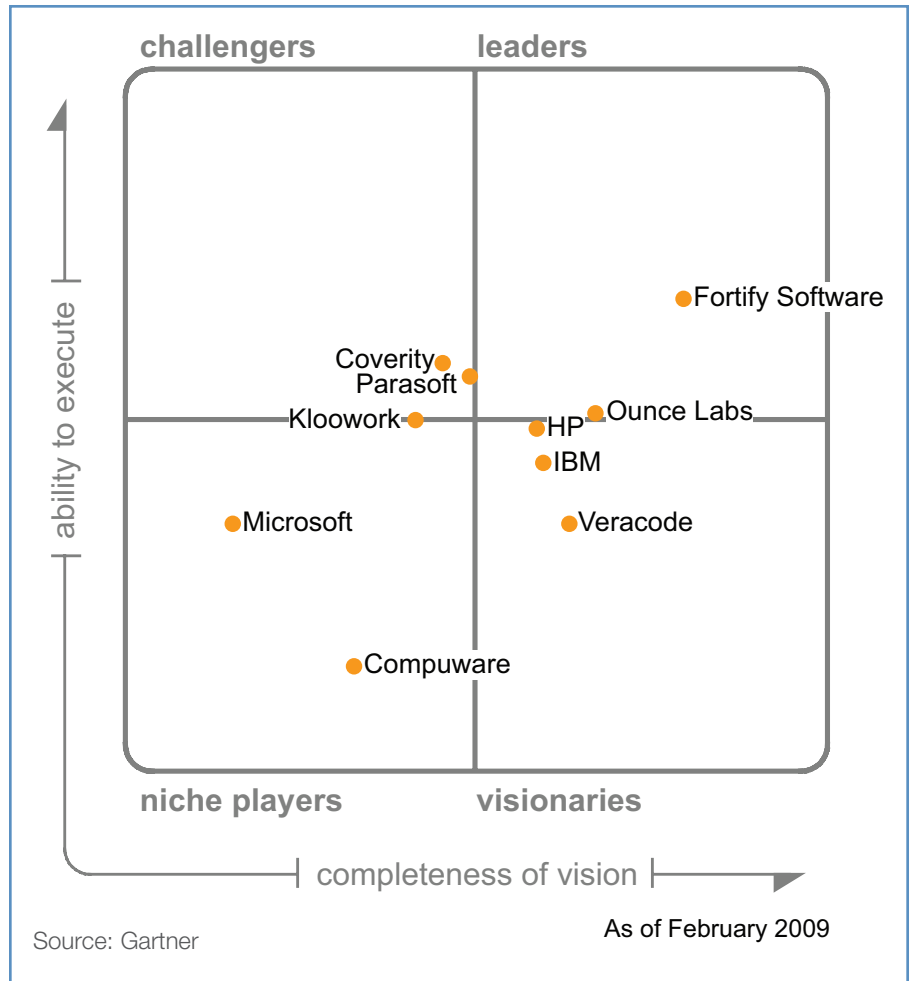 challengers
leaders
Fortify Software
Coverity
Parasoft
Ounce Labs
Kloowork
HP
IBM
Microsoft
Veracode
Compuware
niche players
visionaries
ability to execute
completeness of vision
As of February 2009
Source: Gartner